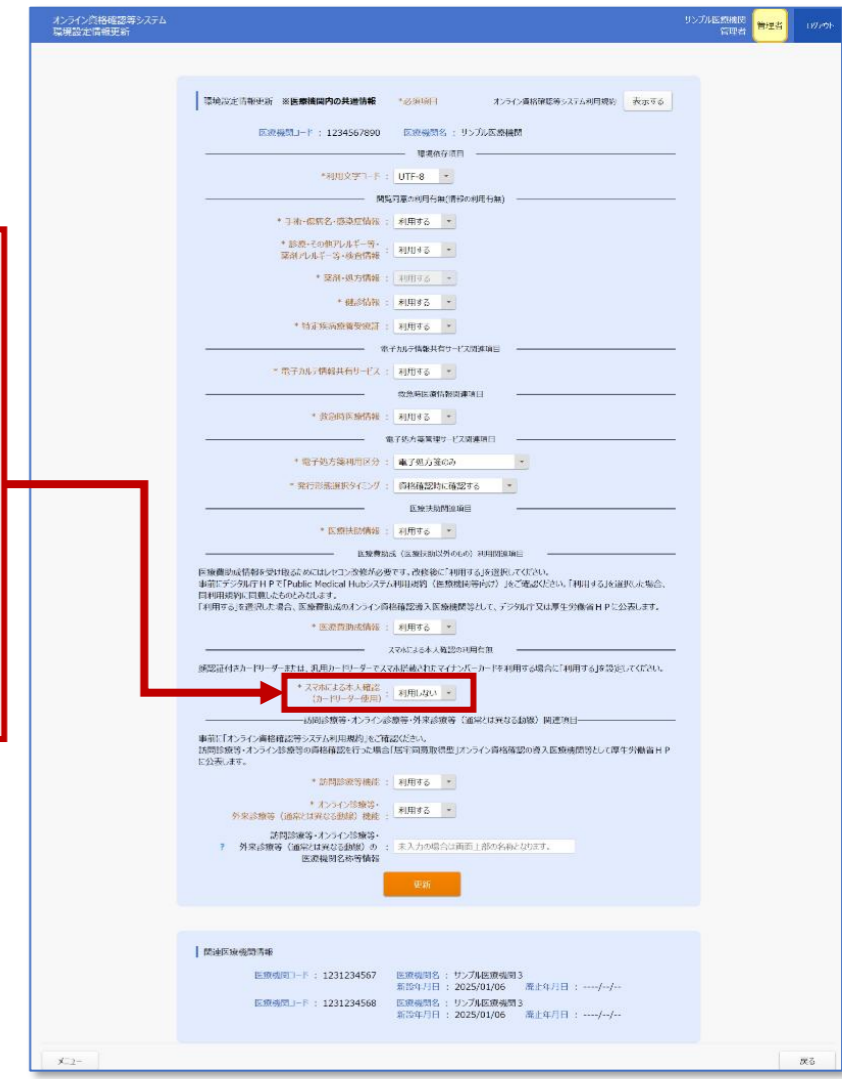 オンライン資格確認等システム
環境設定情報更新
サンプル医療機関
管理者
管理者
ログアウト
環境設定情報更新 ※医療機関内の共通情報 *必須項目 オンライン資格確認等システム利用規約 表示する
医療機関コード : 1234567890 医療機関名 : サンプル医療機関
環境依存項目
*利用文字コード : UTF-8
閲覧同意の利用有無(情報の利用有無)
* 手術・傷病名・感染症情報 : 利用する
* 診療・その他アレルギー等・
薬剤アレルギー等・検査情報 : 利用する
* 薬剤・処方情報 : 利用する
* 健診情報 : 利用する
* 特定疾病療養受療証 : 利用する
電子カルテ情報共有サービス関連項目
* 電子カルテ情報共有サービス : 利用する
救急時医療情報関連項目
* 救急時医療情報 : 利用する
電子処方箋管理サービス関連項目
* 電子処方箋利用区分 : 電子処方箋のみ
* 発行形態選択タイミング : 資格確認時に確認する
医療扶助関連項目
* 医療扶助情報 : 利用する
医療費助成（医療扶助以外のもの）利用関連項目
医療費助成情報を受け取るためにはレセコン改修が必要です。改修後に「利用する」を選択してください。
事前にデジタル庁ＨＰで「Public Medical Hubシステム利用規約（医療機関等向け）」をご確認ください。「利用する」を選択した場合、
同利用規約に同意したものとみなします。
「利用する」を選択した場合、医療費助成のオンライン資格確認導入医療機関等として、デジタル庁又は厚生労働省ＨＰに公表します。
* 医療費助成情報 : 利用する
スマホによる本人確認の利用有無
顔認証付きカードリーダーまたは、汎用カードリーダーでスマホ搭載されたマイナンバーカードを利用する場合に「利用する」を設定してください。
* スマホによる本人確認
（カードリーダー使用） : 利用しない
訪問診療等・オンライン診療等・外来診療等（通常とは異なる動線）関連項目
事前に「オンライン資格確認等システム利用規約」をご確認ください。
訪問診療等・オンライン診療等の資格確認を行った場合「居宅同意取得型」オンライン資格確認の導入医療機関等として厚生労働省ＨＰ
に公表します。
* 訪問診療等機能 : 利用する
* オンライン診療等・
外来診療等（通常とは異なる動線）機能 : 利用する
訪問診療等・オンライン診療等・
? 外来診療等（通常とは異なる動線）の : 未入力の場合は画面上部の名称となります。
医療機関名称等情報
更新
関連医療機関情報
医療機関コード : 1231234567 医療機関名 : サンプル医療機関３
新設年月日 : 2025/01/06 廃止年月日 : ----/--/--
医療機関コード : 1231234568 医療機関名 : サンプル医療機関３
新設年月日 : 2025/01/06 廃止年月日 : ----/--/--
メニュー 戻る